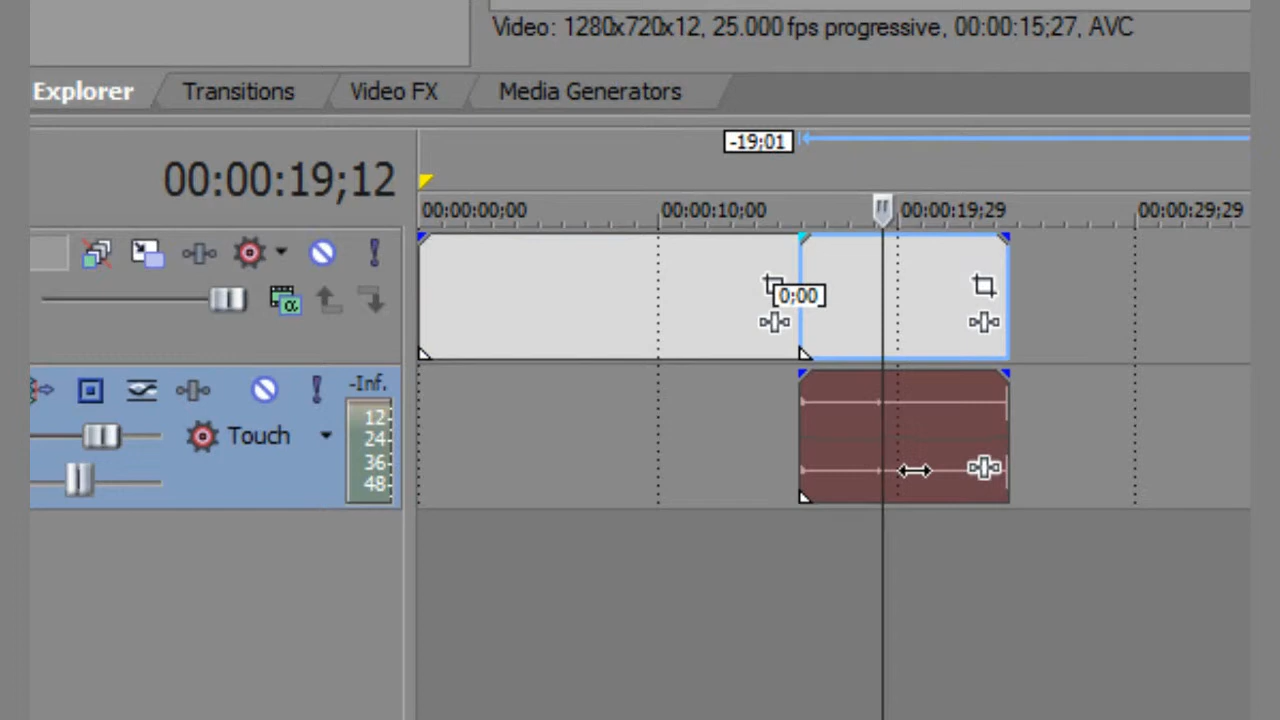 Video: 1280x720x12, 25.000 fps progressive, 00:00:15;27, AVC
Explorer Transitions Video FX Media Generators
-19;01
00:00:19;12
00:00:00;00 00:00:10;00 00:00:19;29 00:00:29;29
0;00
-Inf.
12
Touch 24
36
48